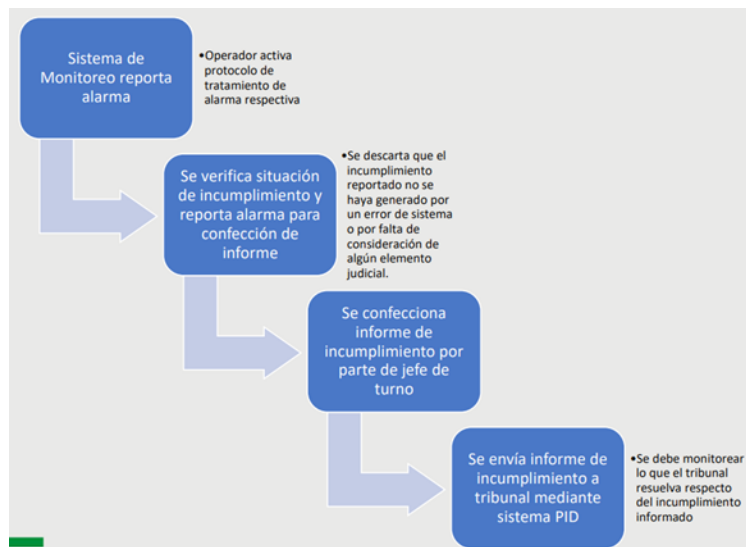 Sistema de
Monitoreo reporta
alarma
•Operador activa
protocolo de
tratamiento de
alarma respectiva
Se verifica situación
de incumplimiento y
reporta alarma para
confección de
informe
•Se descarta que el
incumplimiento
reportado no se
haya generado por
un error de sistema
o por falta de
consideración de
algún elemento
judicial.
Se confecciona
informe de
incumplimiento por
parte de jefe de
turno
Se envía informe de
incumplimiento a
tribunal mediante
sistema PID
•Se debe monitorear
lo que el tribunal
resuelva respecto
del incumplimiento
informado